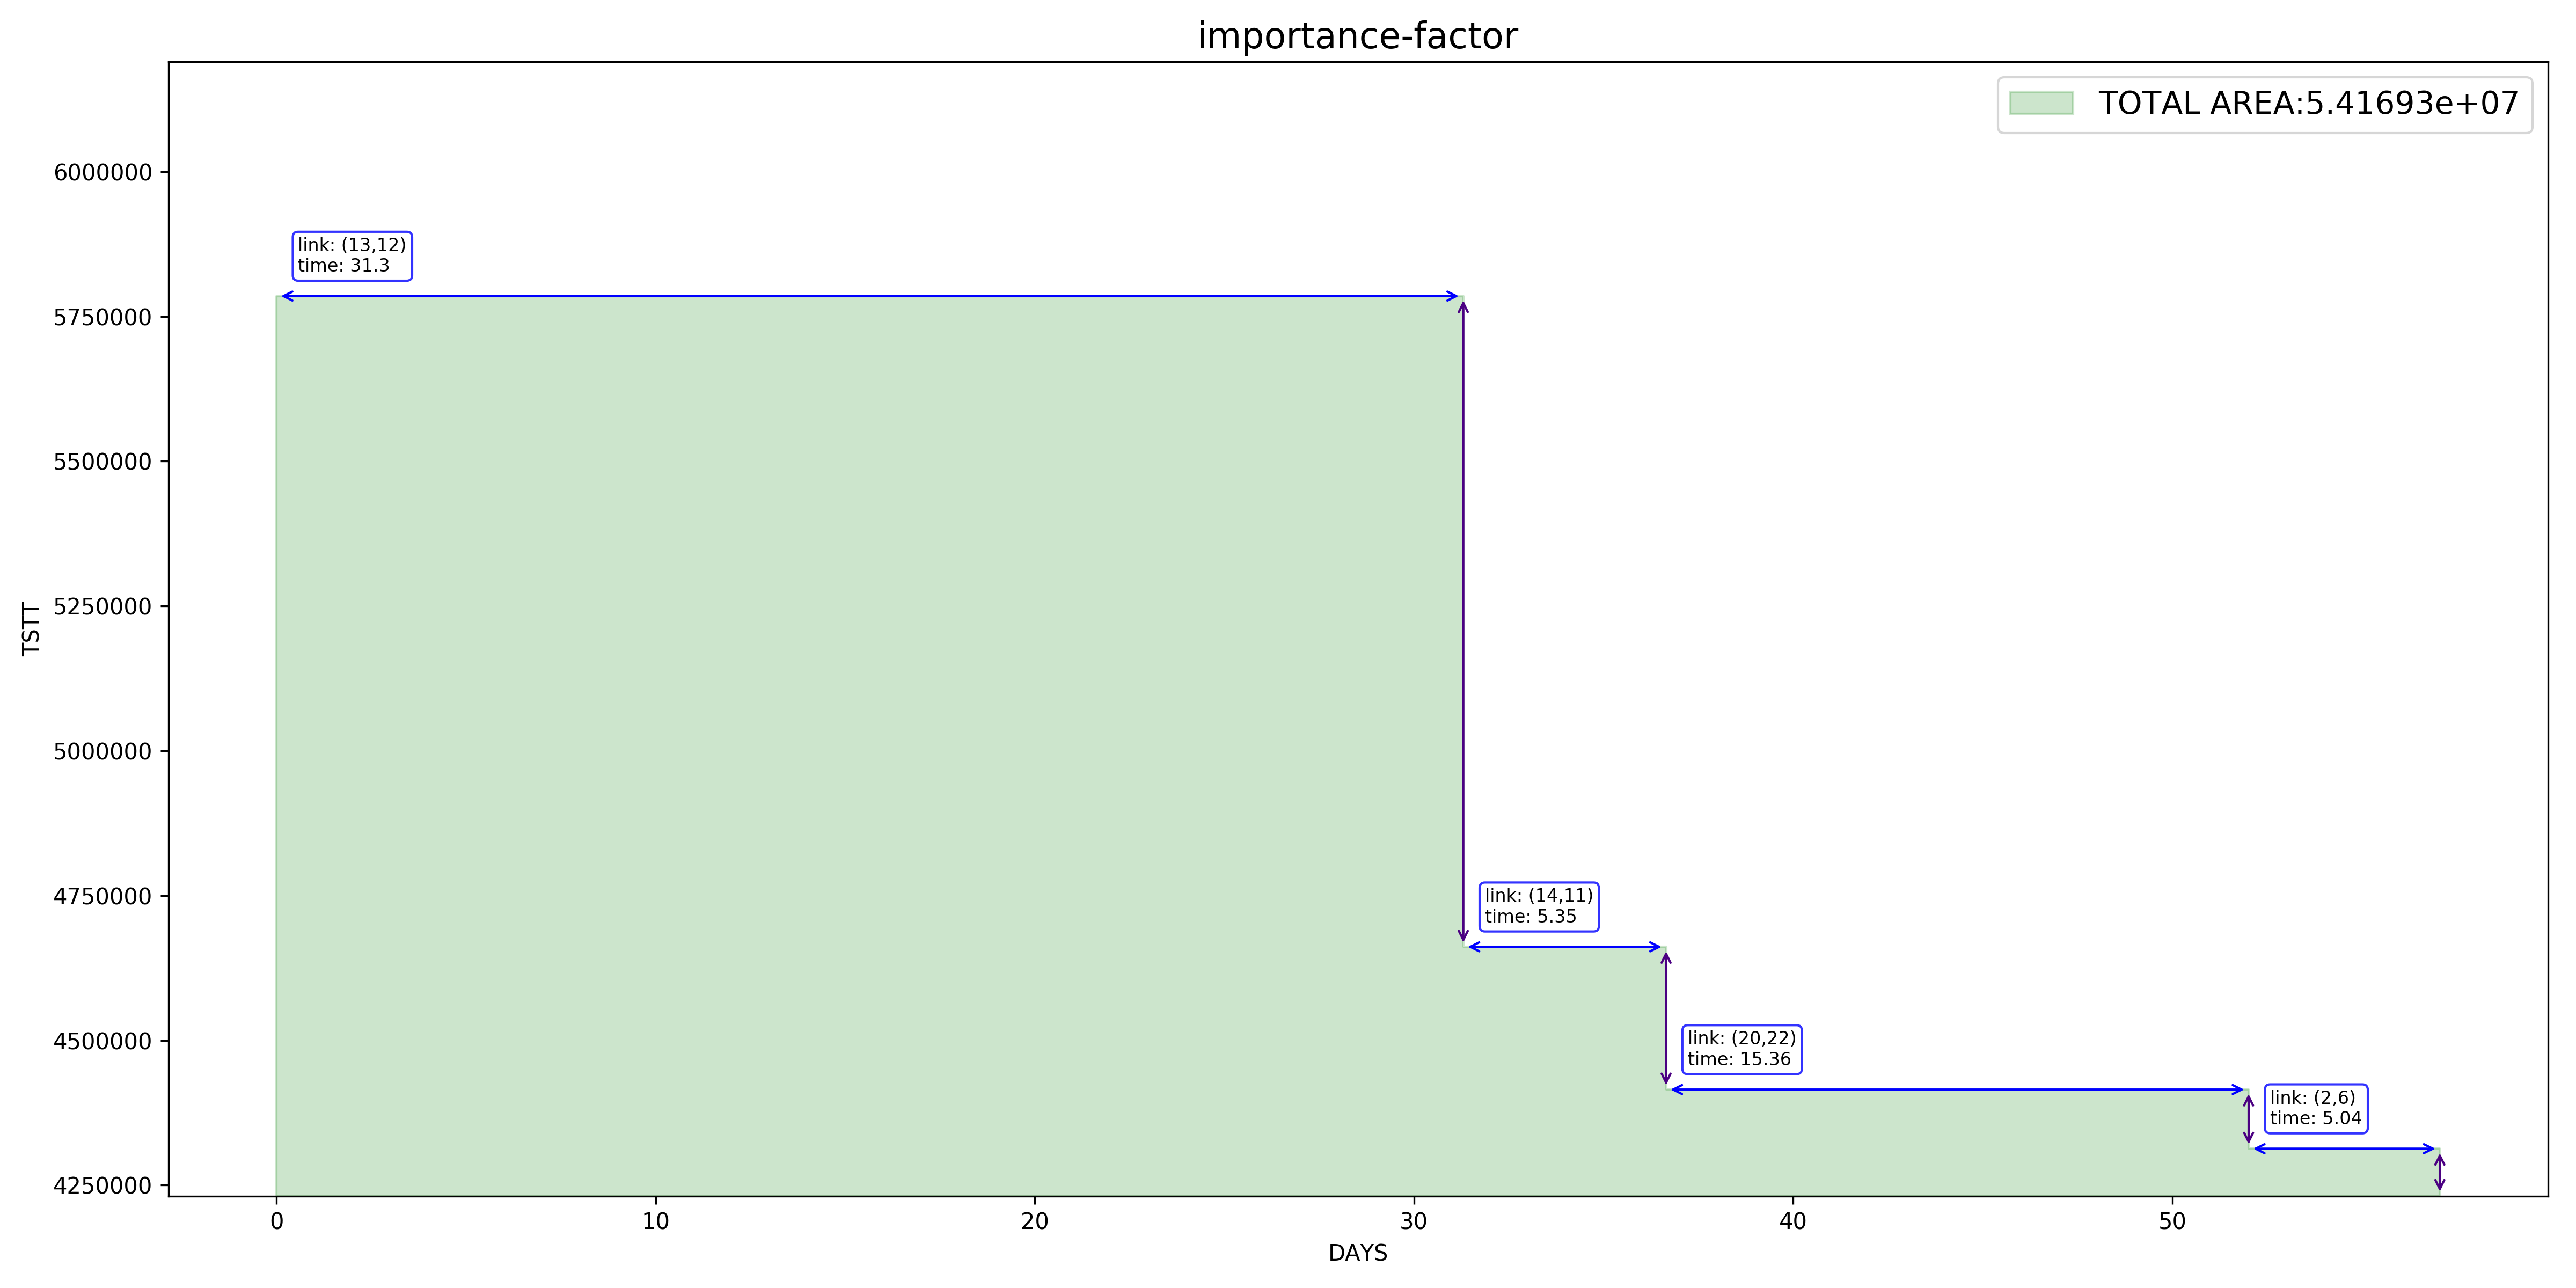 importance-factor
TOTAL AREA:5.41693e+07
6000000
5750000
5500000
5250000
5000000
4750000
4500000
4250000
TSTT
link: (13,12)
time: 31.3
link: (14,11)
time: 5.35
link: (20,22)
time: 15.36
link: (2,6)
time: 5.04
0 10 20 30 40 50
DAYS